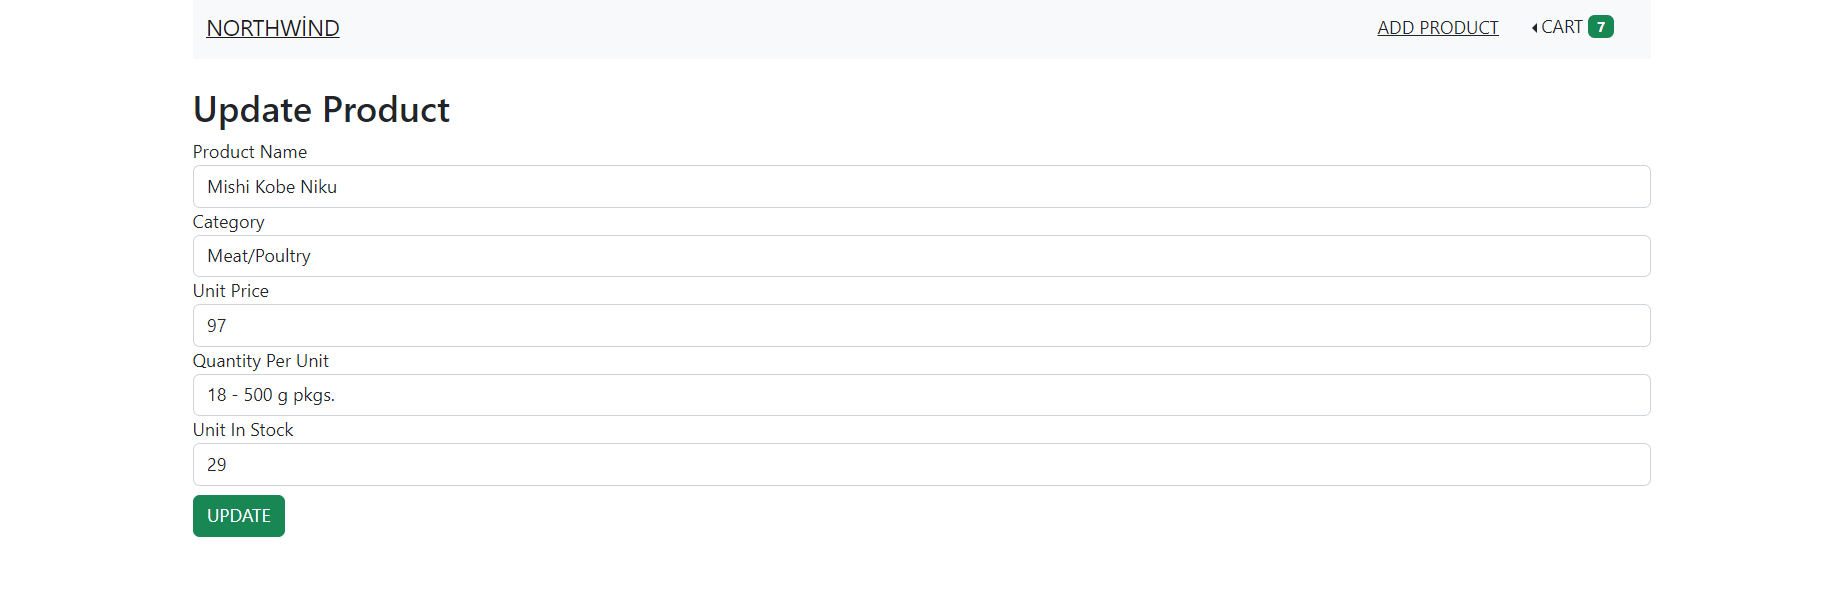 NORTHWİND ADD PRODUCT CART 7
Update Product
Product Name
Mishi Kobe Niku
Category
Meat/Poultry
Unit Price
97
Quantity Per Unit
18 - 500 g pkgs.
Unit In Stock
29
UPDATE